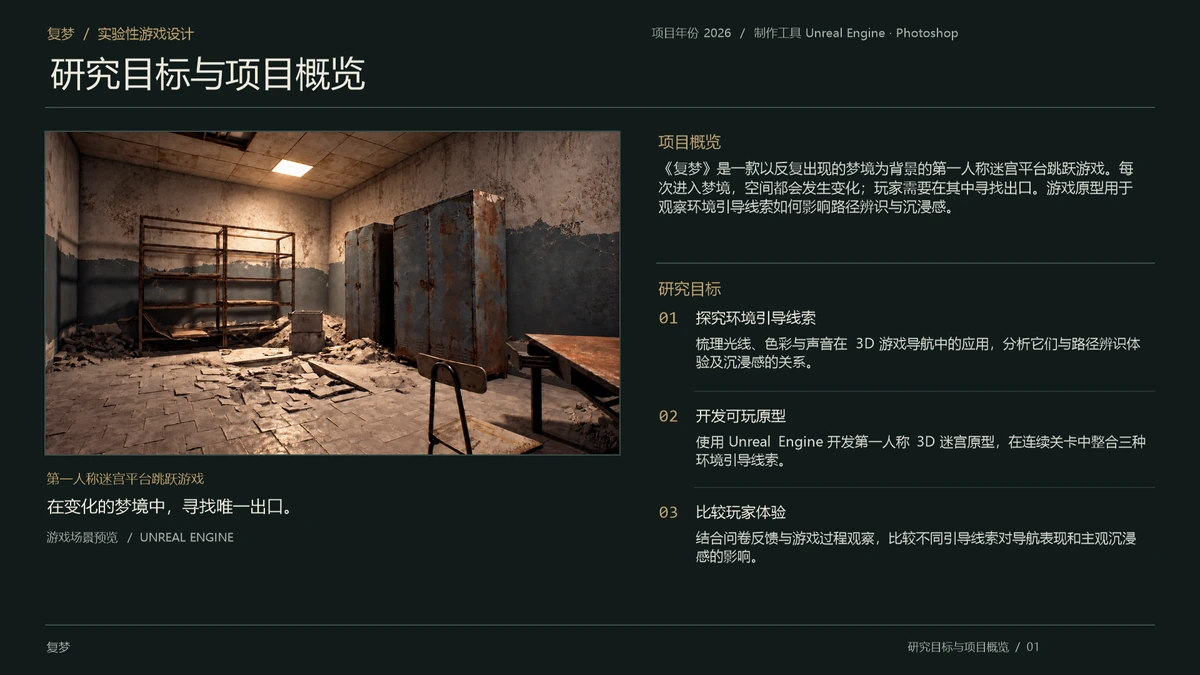 复梦 / 实验性游戏设计
项目年份 2026 / 制作工具 Unreal Engine · Photoshop
研究目标与项目概览
第一人称迷宫平台跳跃游戏
在变化的梦境中，寻找唯一出口。
游戏场景预览 / UNREAL ENGINE
项目概览
《复梦》是一款以反复出现的梦境为背景的第一人称迷宫平台跳跃游戏。每
次进入梦境，空间都会发生变化；玩家需要在其中寻找出口。游戏原型用于
观察环境引导线索如何影响路径辨识与沉浸感。
研究目标
01 探究环境引导线索
梳理光线、色彩与声音在 3D 游戏导航中的应用，分析它们与路径辨识体
验及沉浸感的关系。
02 开发可玩原型
使用 Unreal Engine 开发第一人称 3D 迷宫原型，在连续关卡中整合三种
环境引导线索。
03 比较玩家体验
结合问卷反馈与游戏过程观察，比较不同引导线索对导航表现和主观沉浸
感的影响。
复梦
研究目标与项目概览 / 01